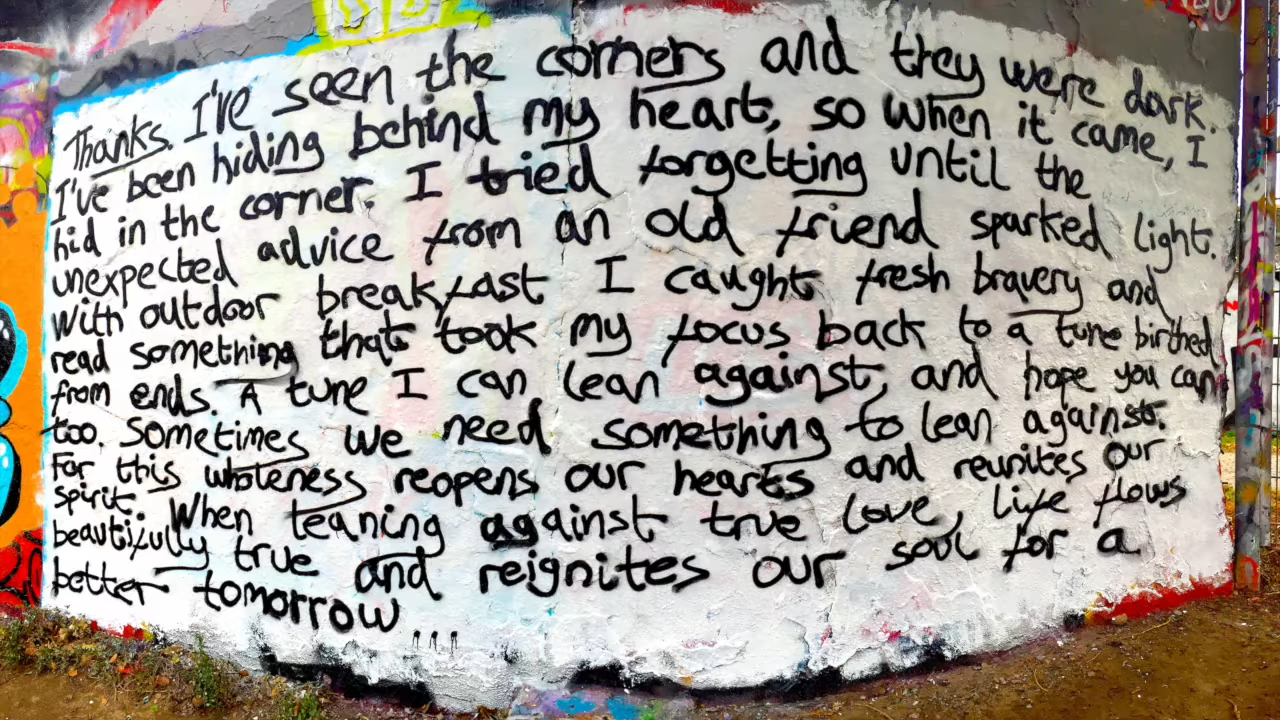 Thanks. I've seen the corners and they were dark.
I've been hiding behind my heart, so when it came, I
hid in the corner. I tried forgetting until the
unexpected advice from an old friend sparked light.
With outdoor breakfast I caught fresh bravery and
read something that took my focus back to a tune birthed
from ends. A tune I can lean against, and hope you can
too. Sometimes we need something to lean against.
For this wholeness reopens our hearts and reunites our
spirit. When leaning against true love, life flows
beautifully true and reignites our soul for a
better tomorrow...